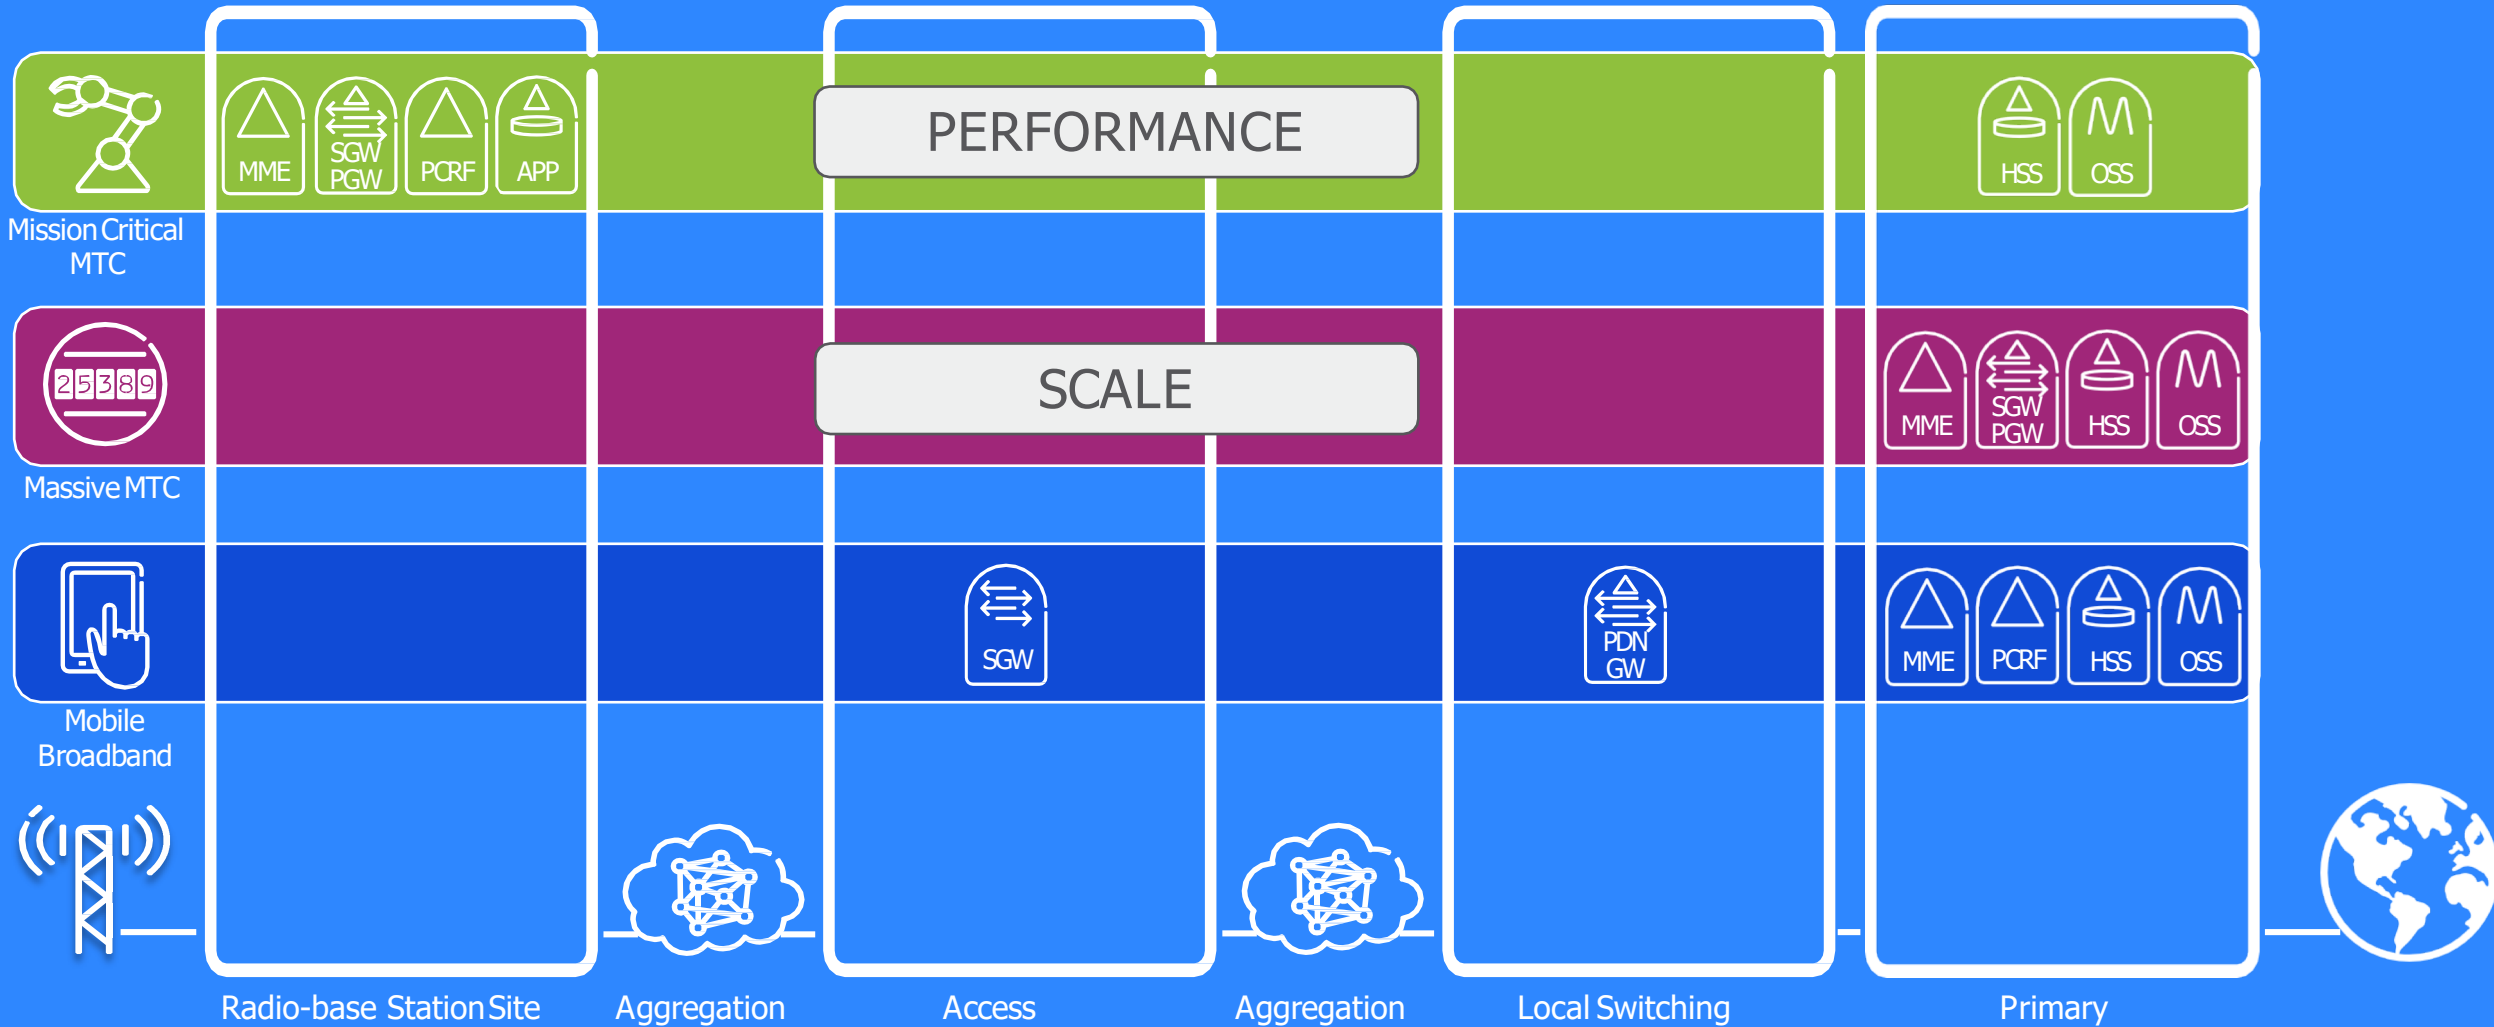 MME
SGW
PGW
PCRF
APP
PERFORMANCE
HSS
OSS
Mission Critical
MTC
25389
SCALE
MME
SGW
PGW
HSS
OSS
Massive MTC
SGW
PDN
GW
MME
PCRF
HSS
OSS
Mobile
Broadband
Radio-base Station Site
Aggregation
Access
Aggregation
Local Switching
Primary